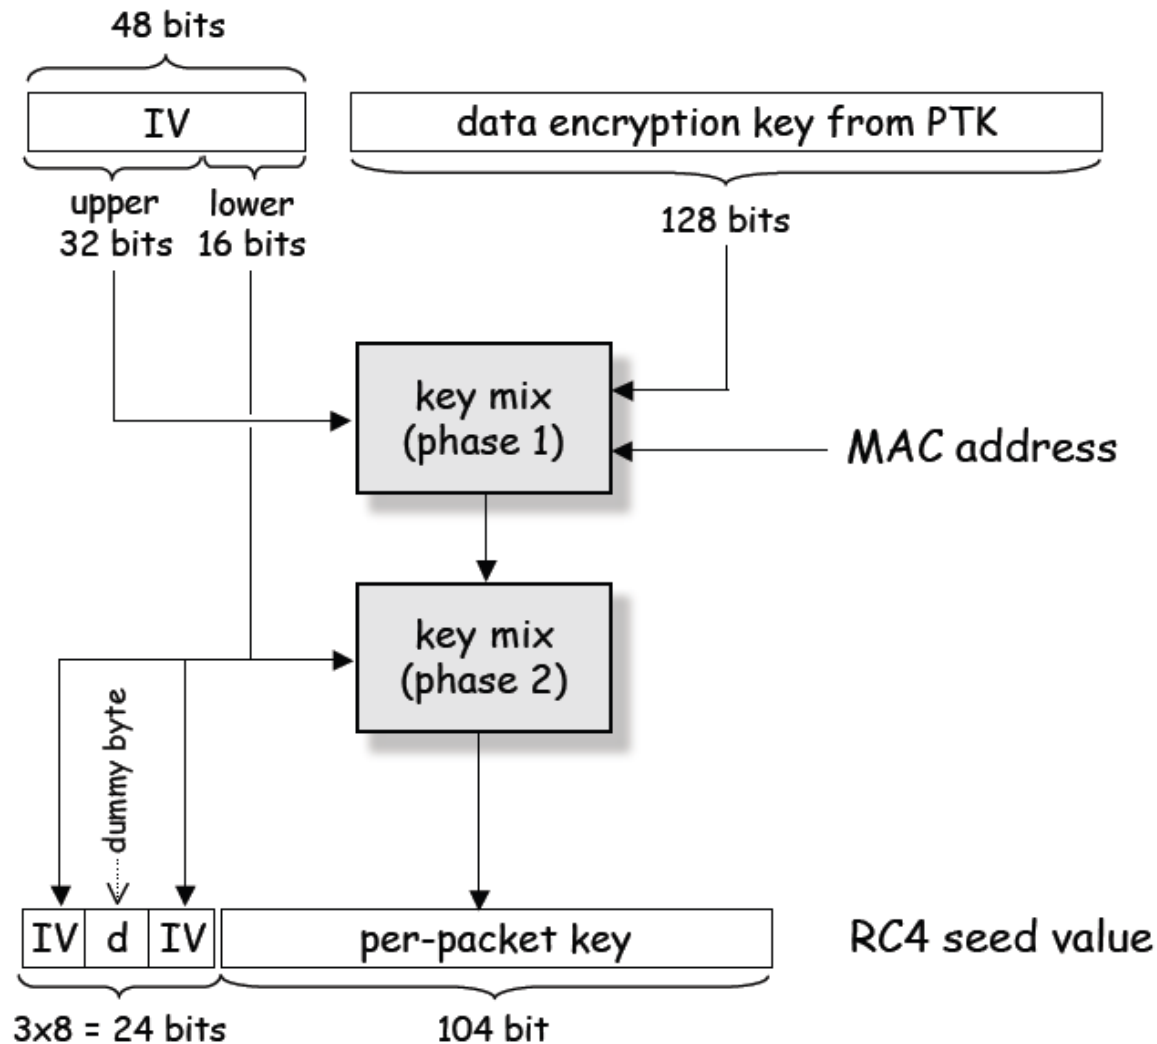 48 bits
IV
data encryption key from PTK
upper
32 bits
lower
16 bits
128 bits
key mix
(phase 1)
MAC address
key mix
(phase 2)
dummy byte
IV
d
IV
per-packet key
RC4 seed value
3x8 = 24 bits
104 bit